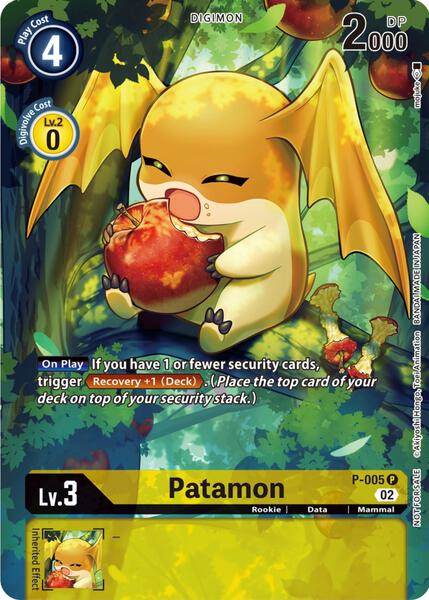 DIGIMON
Play Cost
4
DP
2000
Digivolve Cost
Lv.2
0
mojuke
On Play If you have 1 or fewer security cards,
trigger Recovery +1 (Deck) .(Place the top card of your
deck on top of your security stack.)
© Akiyoshi Hongo, Toei Animation BANDAI MADE IN JAPAN
NOT FOR SALE
P-005 P
Lv.3
Patamon
02
Rookie | Data | Mammal
Inherited Effect
–